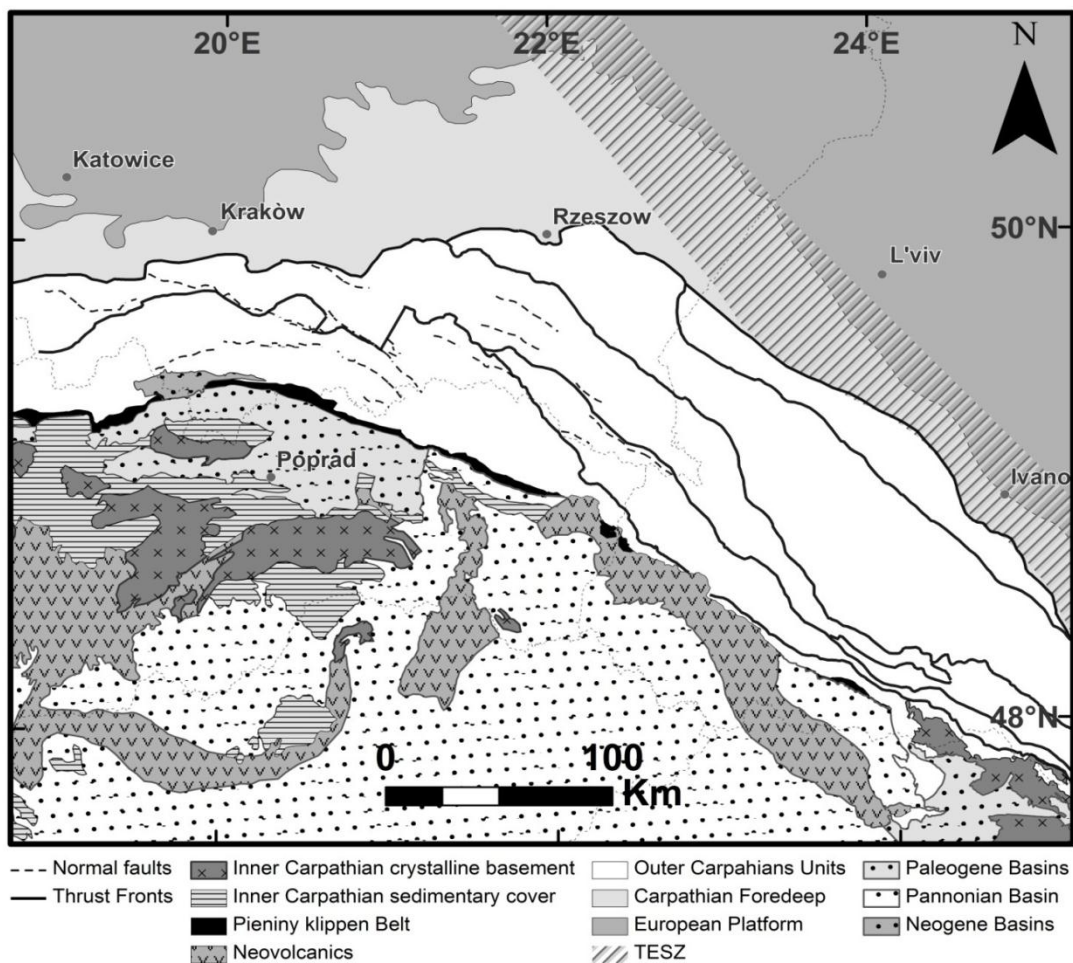 20°E 22°E 24°E N
Katowice
Krakòw Rzeszow 50°N
L'viv
Poprad Ivano
48°N
0 100
Km
Normal faults Inner Carpathian crystalline basement Outer Carpahians Units Paleogene Basins
Thrust Fronts Inner Carpathian sedimentary cover Carpathian Foredeep Pannonian Basin
Pieniny klippen Belt European Platform Neogene Basins
Neovolcanics TESZ